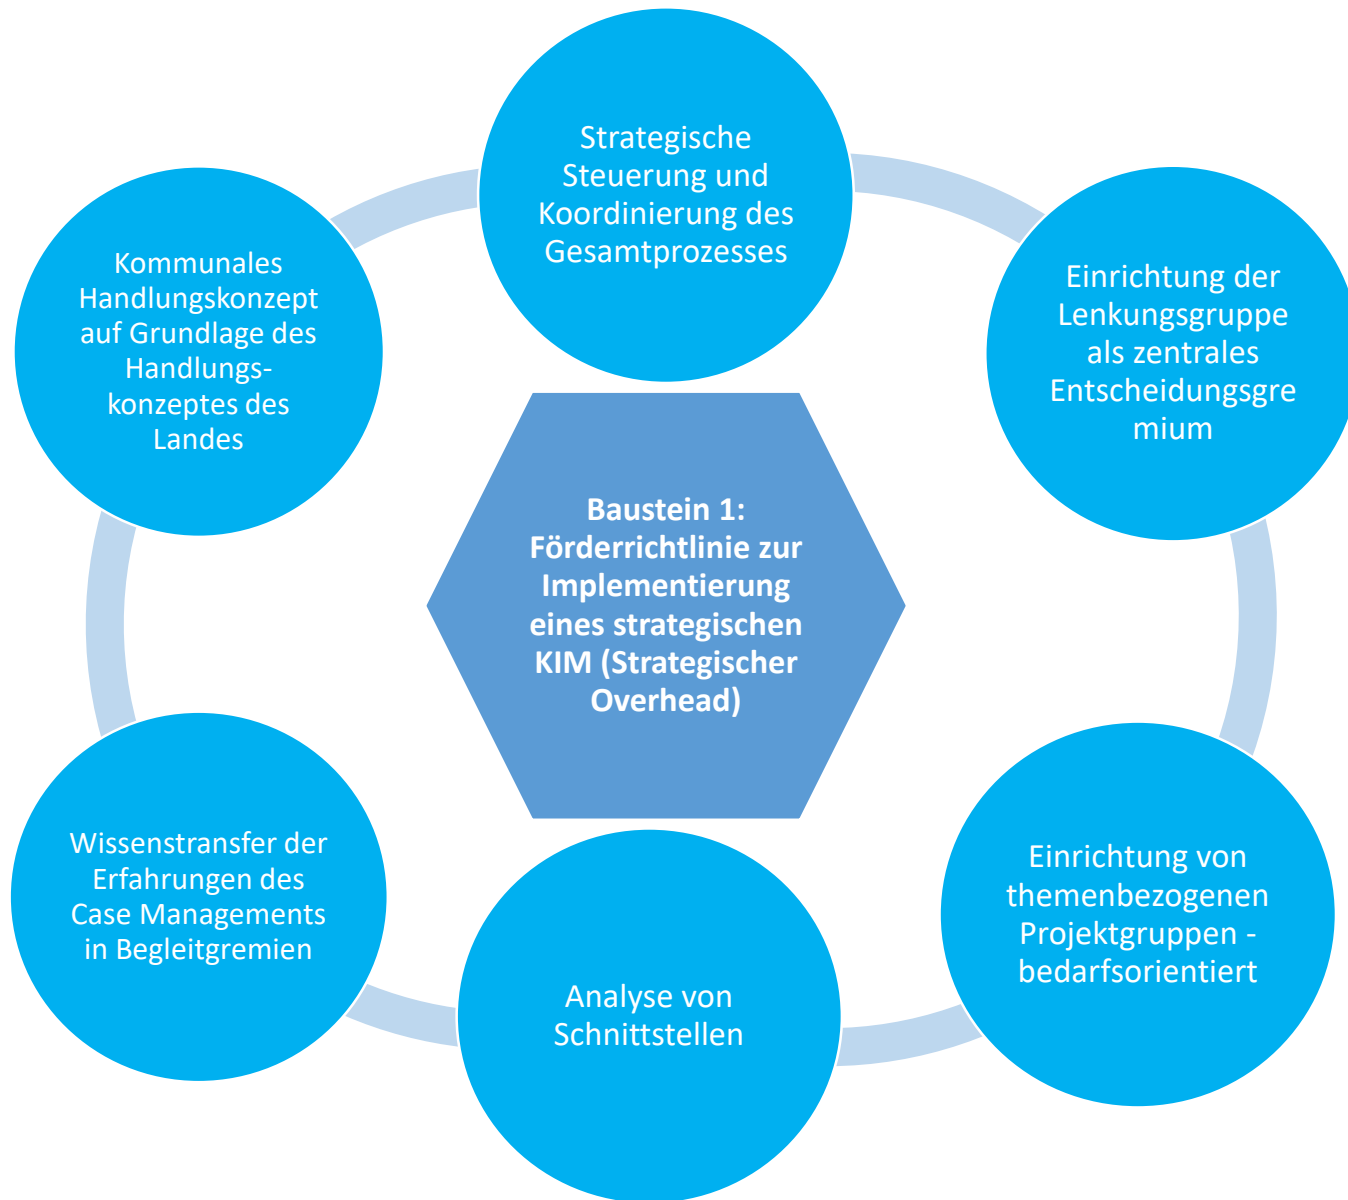 Strategische
Steuerung und
Koordinierung des
Gesamtprozesses
Einrichtung der
Lenkungsgruppe
als zentrales
Entscheidungsgre
mium
Einrichtung von
themenbezogenen
Projektgruppen -
bedarfsorientiert
Analyse von
Schnittstellen
Wissenstransfer der
Erfahrungen des
Case Managements
in Begleitgremien
Kommunales
Handlungskonzept
auf Grundlage des
Handlungs-
konzeptes des
Landes
Baustein 1:
Förderrichtlinie zur
Implementierung
eines strategischen
KIM (Strategischer
Overhead)